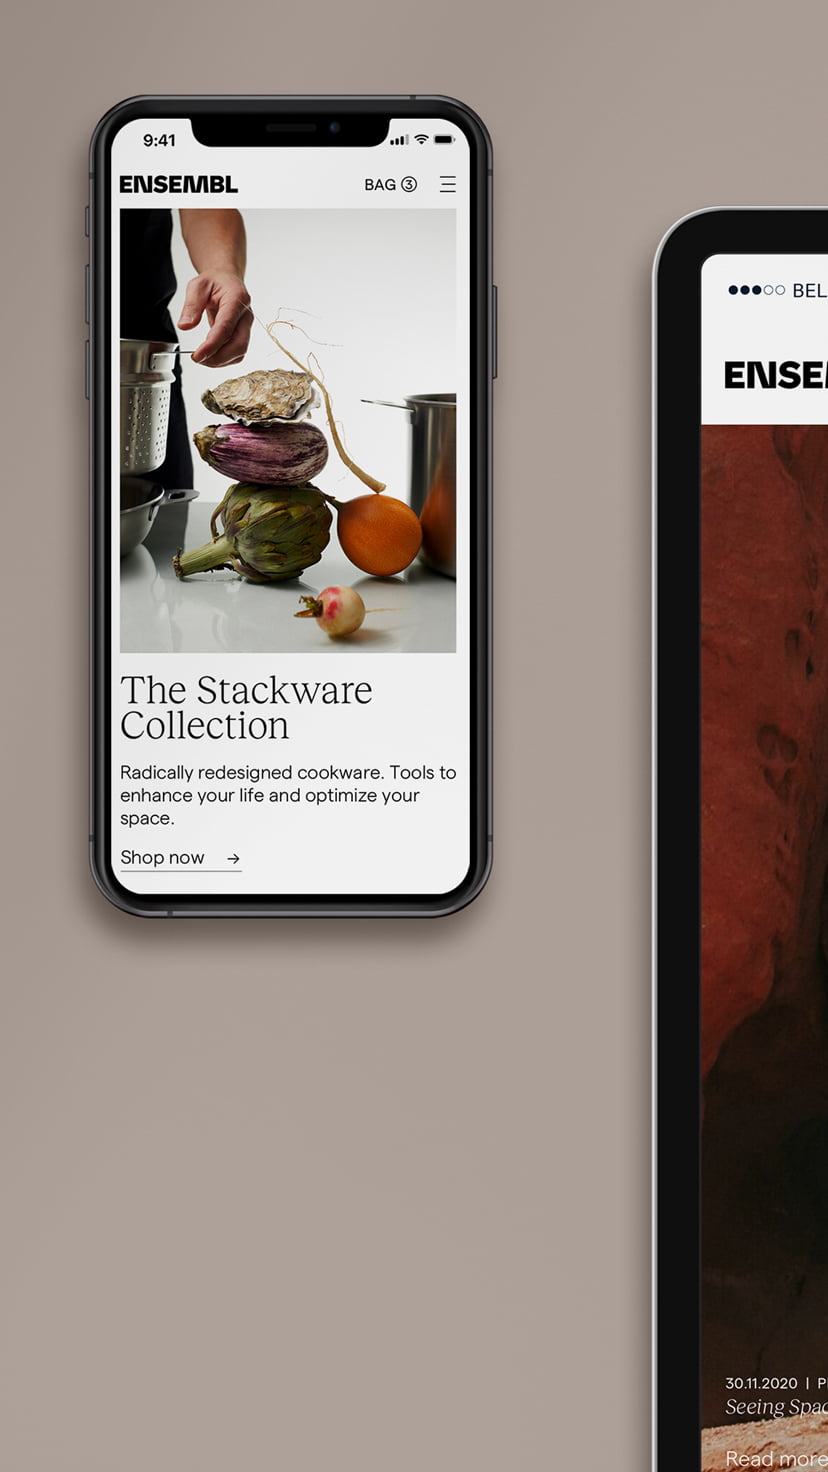 9:41
ENSEMBL
BAG 3
The Stackware
Collection
Radically redesigned cookware. Tools to
enhance your life and optimize your
space.
Shop now →
BEL
ENSE
30.11.2020 | P
Seeing Spac
Read more